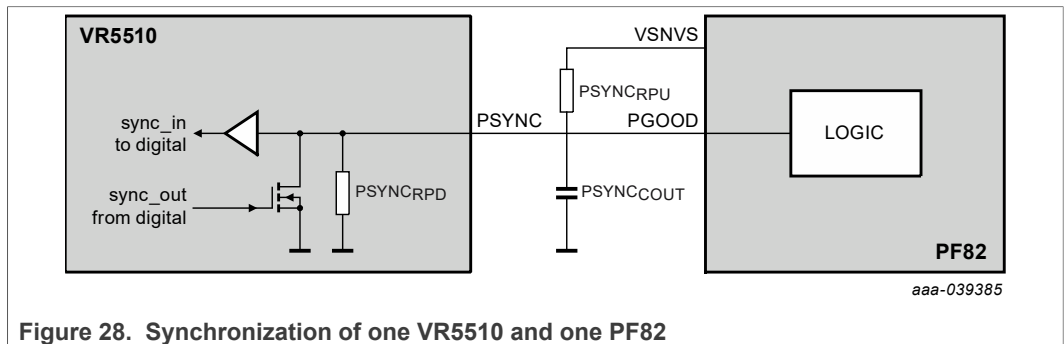 VR5510
VSNVS
PSYNCRPU
sync_in
to digital
PSYNC
PGOOD
LOGIC
sync_out
from digital
PSYNCRPD
PSYNCCOUT
PF82
aaa-039385
Figure 28. Synchronization of one VR5510 and one PF82